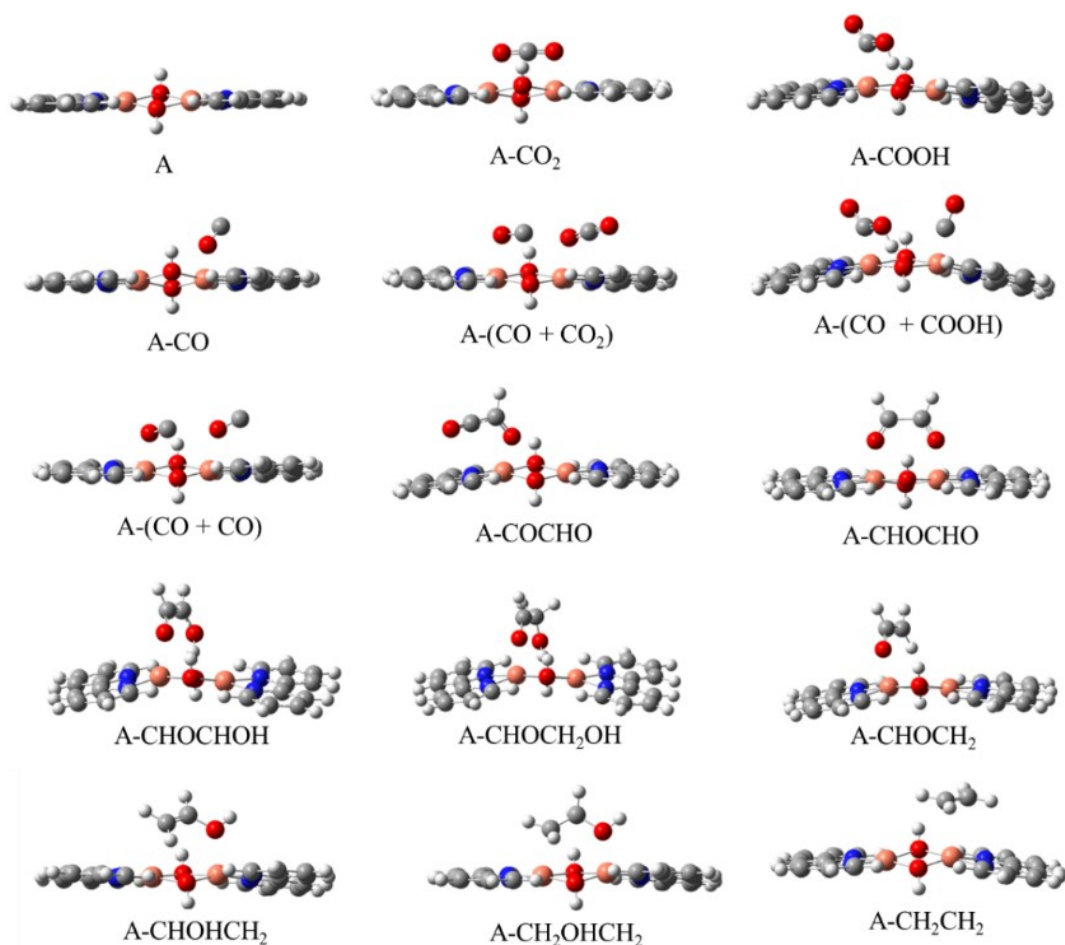 A
A-CO₂
A-COOH
A-CO
A-(CO + CO₂)
A-(CO + COOH)
A-(CO + CO)
A-COCHO
A-CHOCHO
A-CHOCHOH
A-CHOCH₂OH
A-CHOCH₂
A-CHOHCH₂
A-CH₂OHCH₂
A-CH₂CH₂